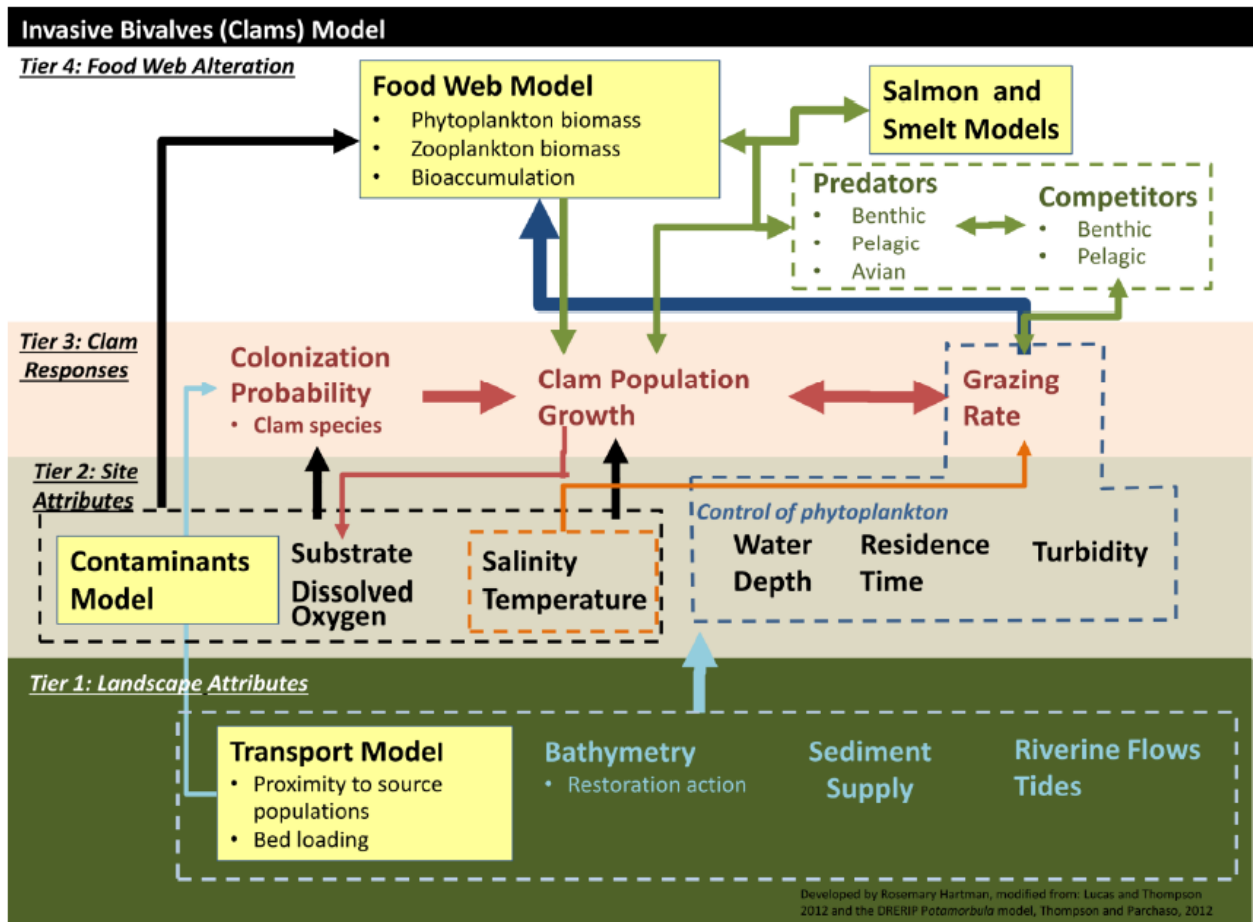 Invasive Bivalves (Clams) Model
Tier 4: Food Web Alteration
Food Web Model
• Phytoplankton biomass
• Zooplankton biomass
• Bioaccumulation
Salmon and
Smelt Models
Predators
• Benthic
• Pelagic
• Avian
Competitors
• Benthic
• Pelagic
Tier 3: Clam
Responses
Colonization
Probability
• Clam species
Clam Population
Growth
Grazing
Rate
Tier 2: Site
Attributes
Contaminants
Model
Substrate
Dissolved
Oxygen
Salinity
Temperature
Control of phytoplankton
Water
Depth
Residence
Time
Turbidity
Tier 1: Landscape Attributes
Transport Model
• Proximity to source
populations
• Bed loading
Bathymetry
• Restoration action
Sediment
Supply
Riverine Flows
Tides
Developed by Rosemary Hartman, modified from: Lucas and Thompson
2012 and the DRERIP Potamorbula model, Thompson and Parchaso, 2012